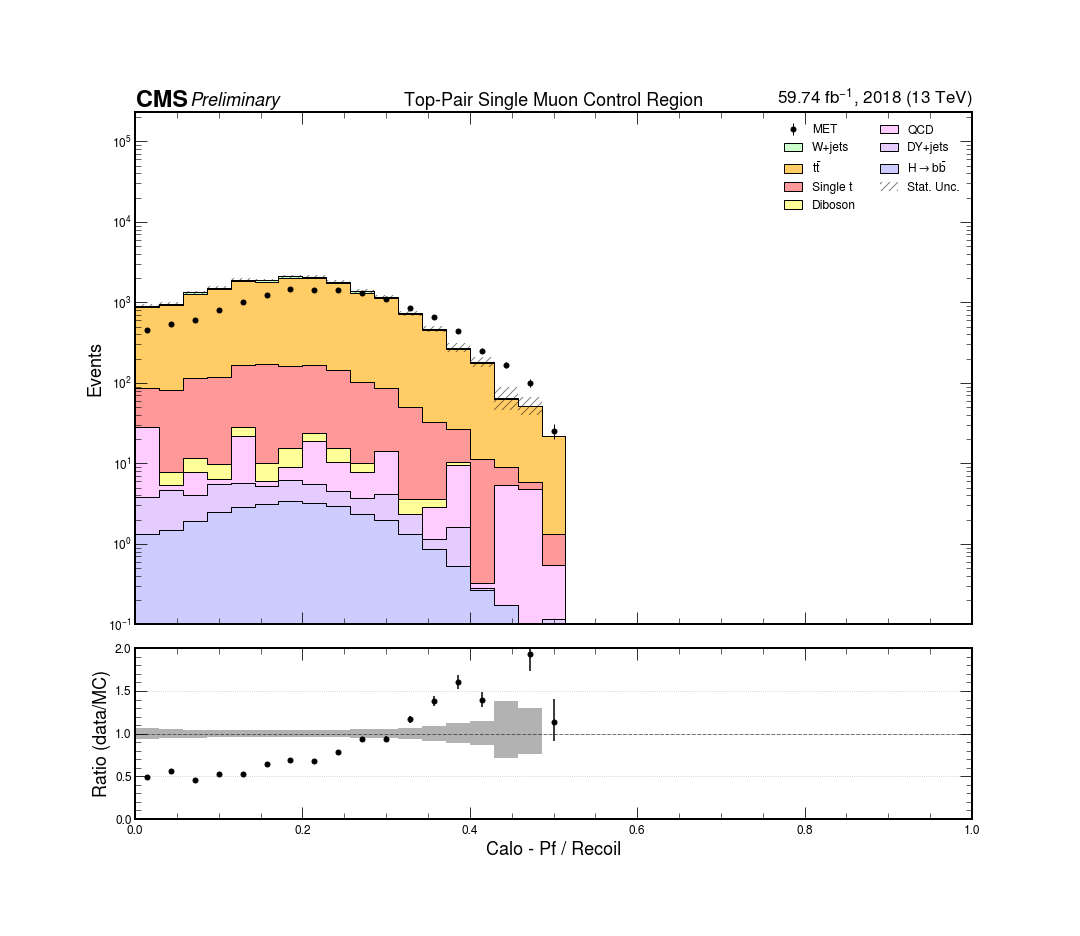 CMS Preliminary Top-Pair Single Muon Control Region 59.74 fb⁻¹, 2018 (13 TeV)
MET QCD
W+jets DY+jets
tt̄ H→bb̄
Single t Stat. Unc.
Diboson
10⁵
10⁴
10³
10²
10¹
10⁰
10⁻¹
Events
2.0
1.5
1.0
0.5
0.0
Ratio (data/MC)
0.0 0.2 0.4 0.6 0.8 1.0
Calo - Pf / Recoil